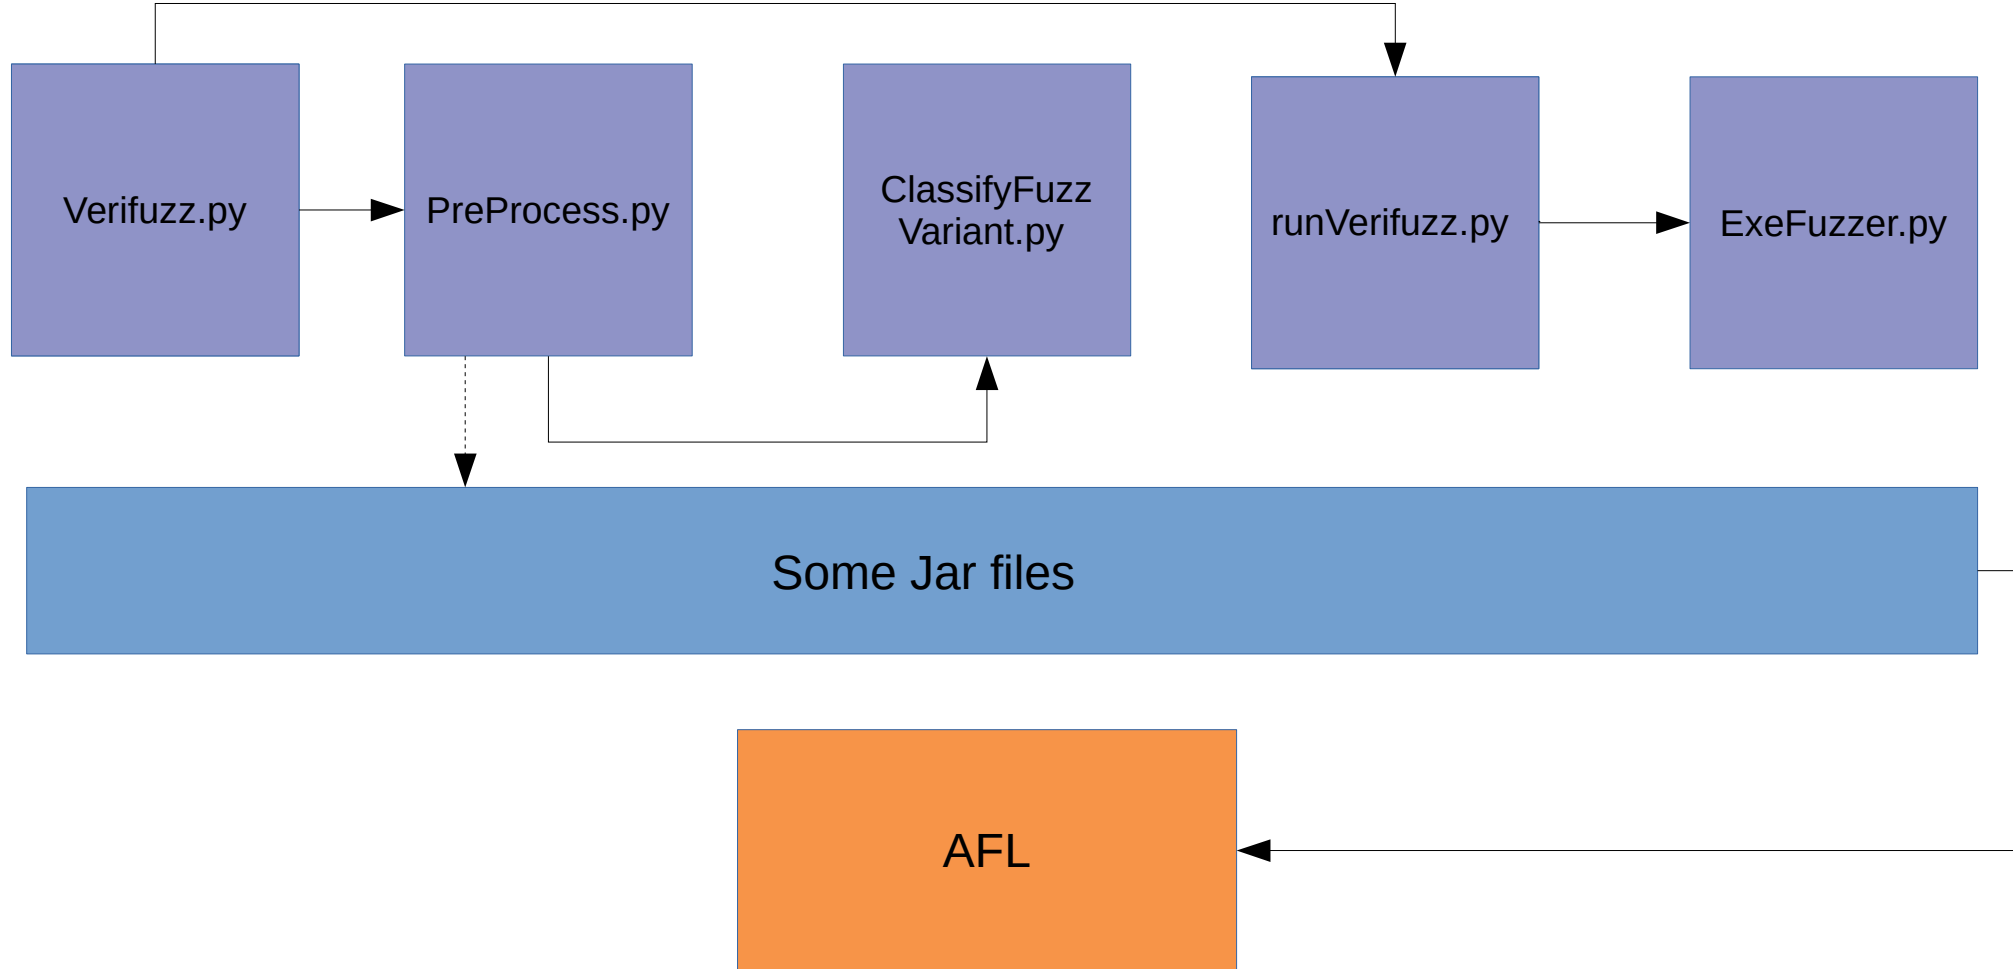 Verifuzz.py
PreProcess.py
ClassifyFuzz
Variant.py
runVerifuzz.py
ExeFuzzer.py
Some Jar files
AFL